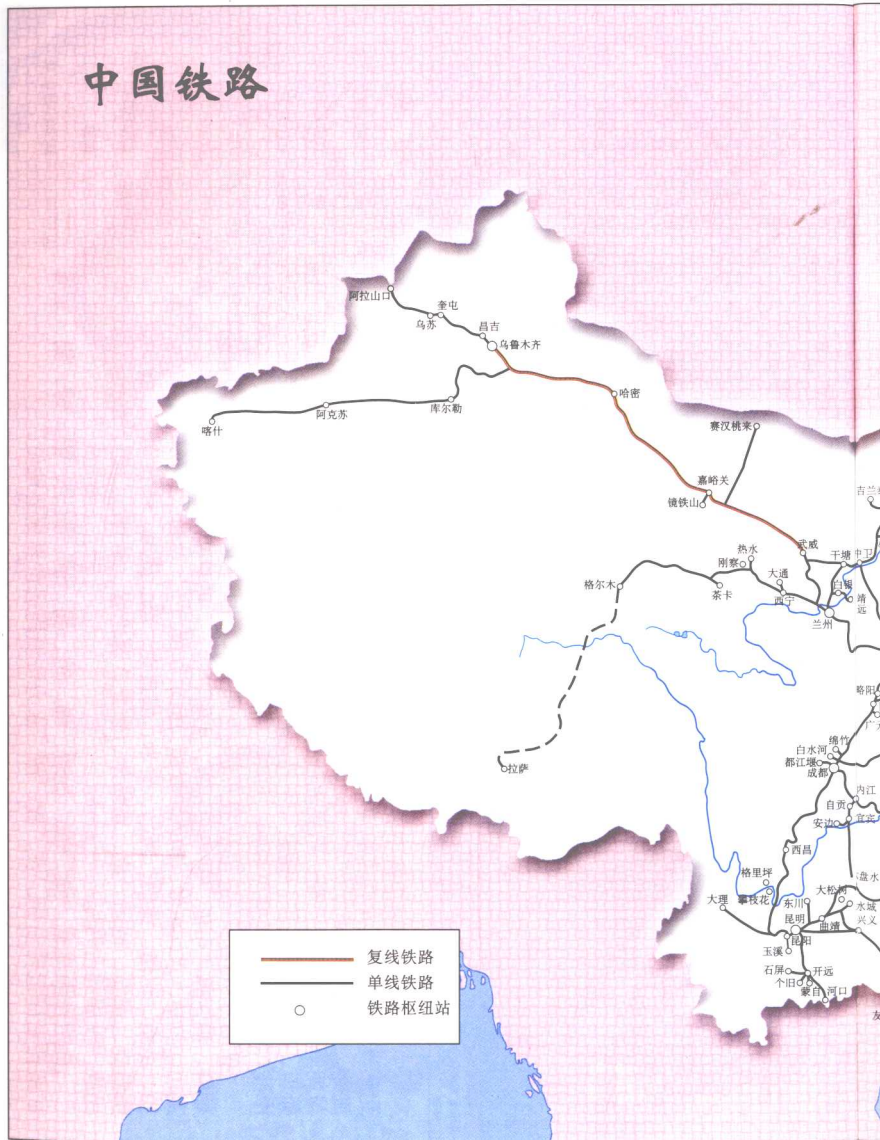 中国铁路
阿拉山口
奎屯
乌苏
昌吉
乌鲁木齐
哈密
库尔勒
阿克苏
喀什
赛汉桃来
嘉峪关
镜铁山
武威
干塘
中卫
热水
刚察
大通
格尔木
茶卡
西宁
白银
靖远
兰州
略阳
绵竹
白水河
都江堰
成都
拉萨
内江
自贡
宜宾
安边
西昌
格里坪
攀枝花
盘水
大松树
水城
大理
东川
昆明
曲靖
兴义
昆阳
玉溪
石屏
开远
个旧
蒙自
河口
友
复线铁路
单线铁路
铁路枢纽站